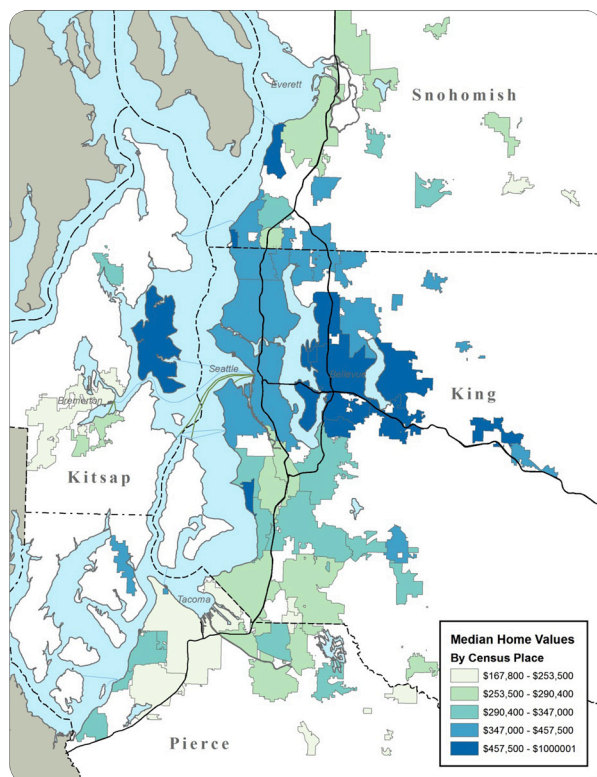 Everett
Snohomish
Seattle
Bellevue
Bremerton
King
Kitsap
Tacoma
Pierce
Median Home Values
By Census Place
$167,800 - $253,500
$253,500 - $290,400
$290,400 - $347,000
$347,000 - $457,500
$457,500 - $1000001